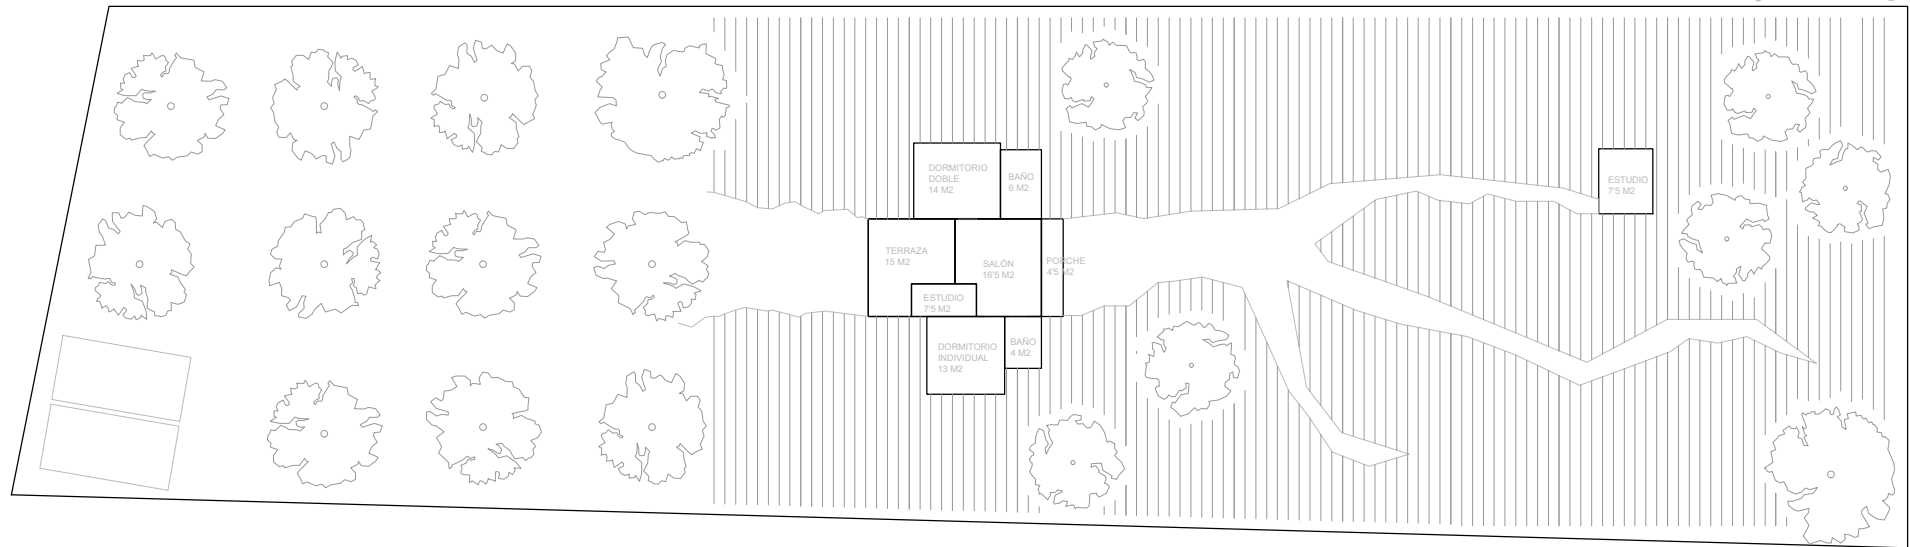 DORMITORIO
DOBLE
14 M2
BAÑO
6 M2
ESTUDIO
7'5 M2
TERRAZA
15 M2
SALÓN
16'5 M2
PORCHE
4'5 M2
ESTUDIO
7'5 M2
DORMITORIO
INDIVIDUAL
13 M2
BAÑO
4 M2